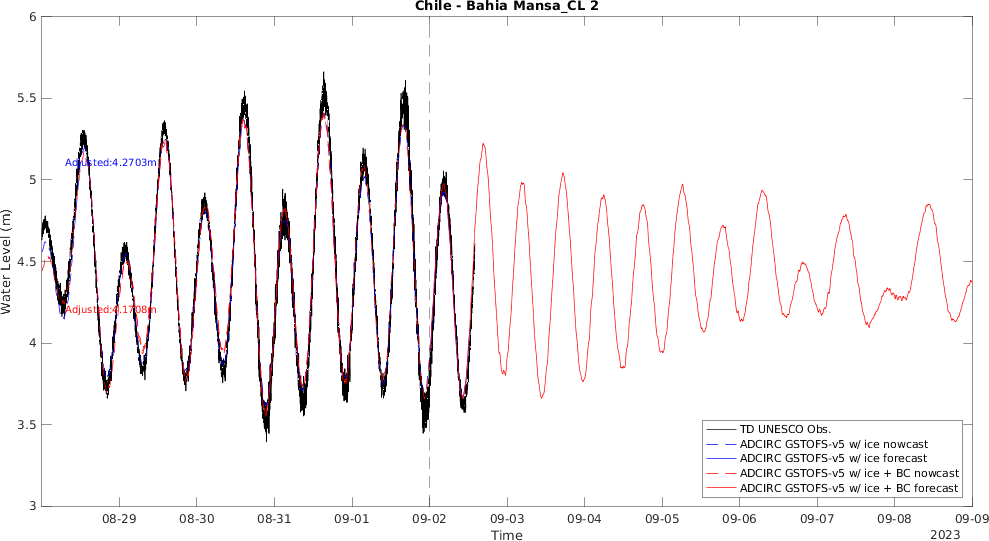 Chile - Bahia Mansa_CL 2
6
5.5
5
4.5
4
3.5
3
Water Level (m)
Adjusted:4.2703m
Adjusted:4.1708m
TD UNESCO Obs.
ADCIRC GSTOFS-v5 w/ ice nowcast
ADCIRC GSTOFS-v5 w/ ice forecast
ADCIRC GSTOFS-v5 w/ ice + BC nowcast
ADCIRC GSTOFS-v5 w/ ice + BC forecast
08-29 08-30 08-31 09-01 09-02 09-03 09-04 09-05 09-06 09-07 09-08 09-09
Time
2023